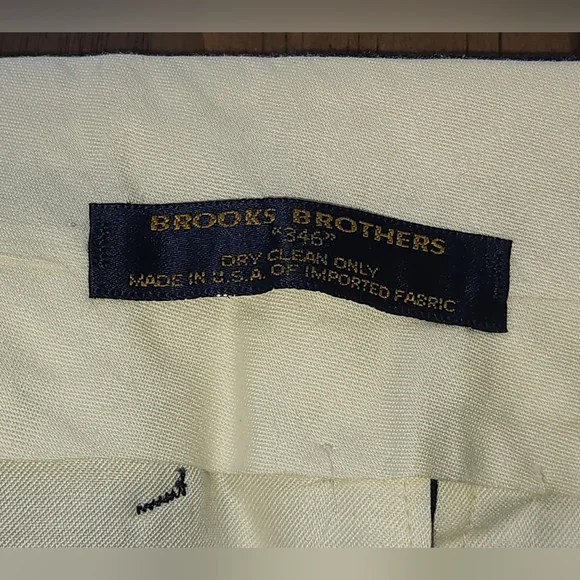 BROOKS BROTHERS
"346"
DRY CLEAN ONLY
MADE IN U.S.A. OF IMPORTED FABRIC